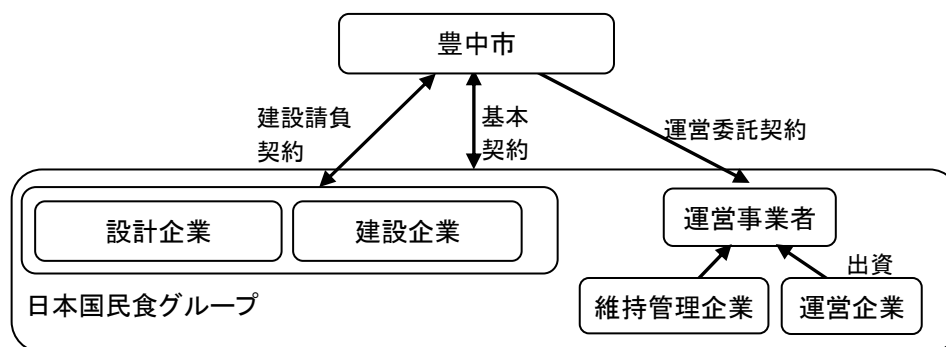 豊中市
建設請負
契約
基本
契約
運営委託契約
設計企業
建設企業
運営事業者
出資
日本国民食グループ
維持管理企業
運営企業